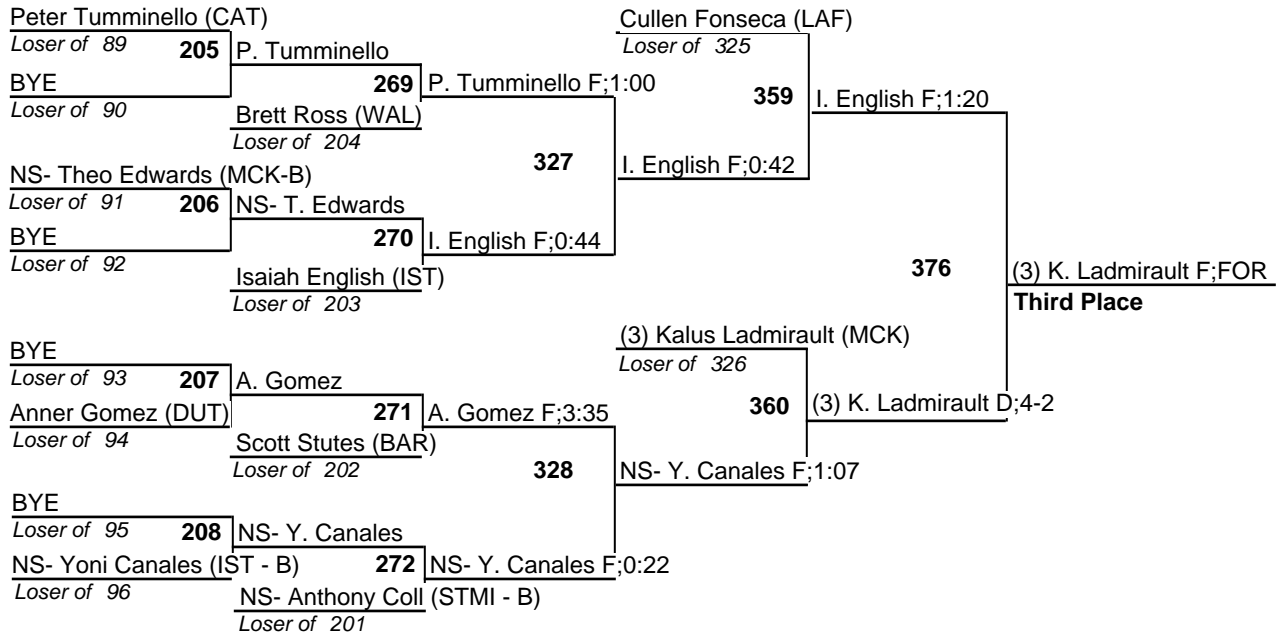 Peter Tumminello (CAT)
Cullen Fonseca (LAF)
Loser of 89
205
P. Tumminello
Loser of 325
BYE
269
P. Tumminello F;1:00
359
I. English F;1:20
Loser of 90
Brett Ross (WAL)
Loser of 204
327
I. English F;0:42
NS- Theo Edwards (MCK-B)
Loser of 91
206
NS- T. Edwards
BYE
270
I. English F;0:44
Loser of 92
376
(3) K. Ladmirault F;FOR
Isaiah English (IST)
Loser of 203
Third Place
(3) Kalus Ladmirault (MCK)
BYE
Loser of 326
Loser of 93
207
A. Gomez
Anner Gomez (DUT)
271
A. Gomez F;3:35
360
(3) K. Ladmirault D;4-2
Loser of 94
Scott Stutes (BAR)
Loser of 202
328
NS- Y. Canales F;1:07
BYE
Loser of 95
208
NS- Y. Canales
NS- Yoni Canales (IST - B)
272
NS- Y. Canales F;0:22
Loser of 96
NS- Anthony Coll (STMI - B)
Loser of 201